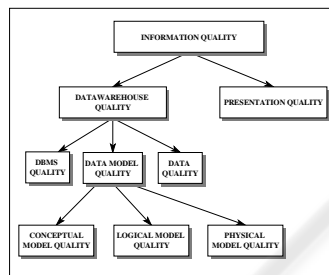 INFORMATION QUALITY
DATAWAREHOUSE
QUALITY
PRESENTATION QUALITY
DBMS
QUALITY
DATA MODEL
QUALITY
DATA
QUALITY
CONCEPTUAL
MODEL QUALITY
LOGICAL MODEL
QUALITY
PHYSICAL
MODEL QUALITY